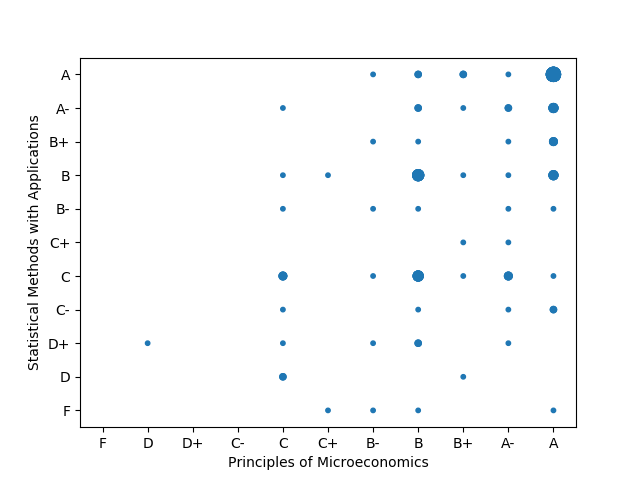 Statistical Methods with Applications
A
A-
B+
B
B-
C+
C
C-
D+
D
F
F D D+ C- C C+ B- B B+ A- A
Principles of Microeconomics